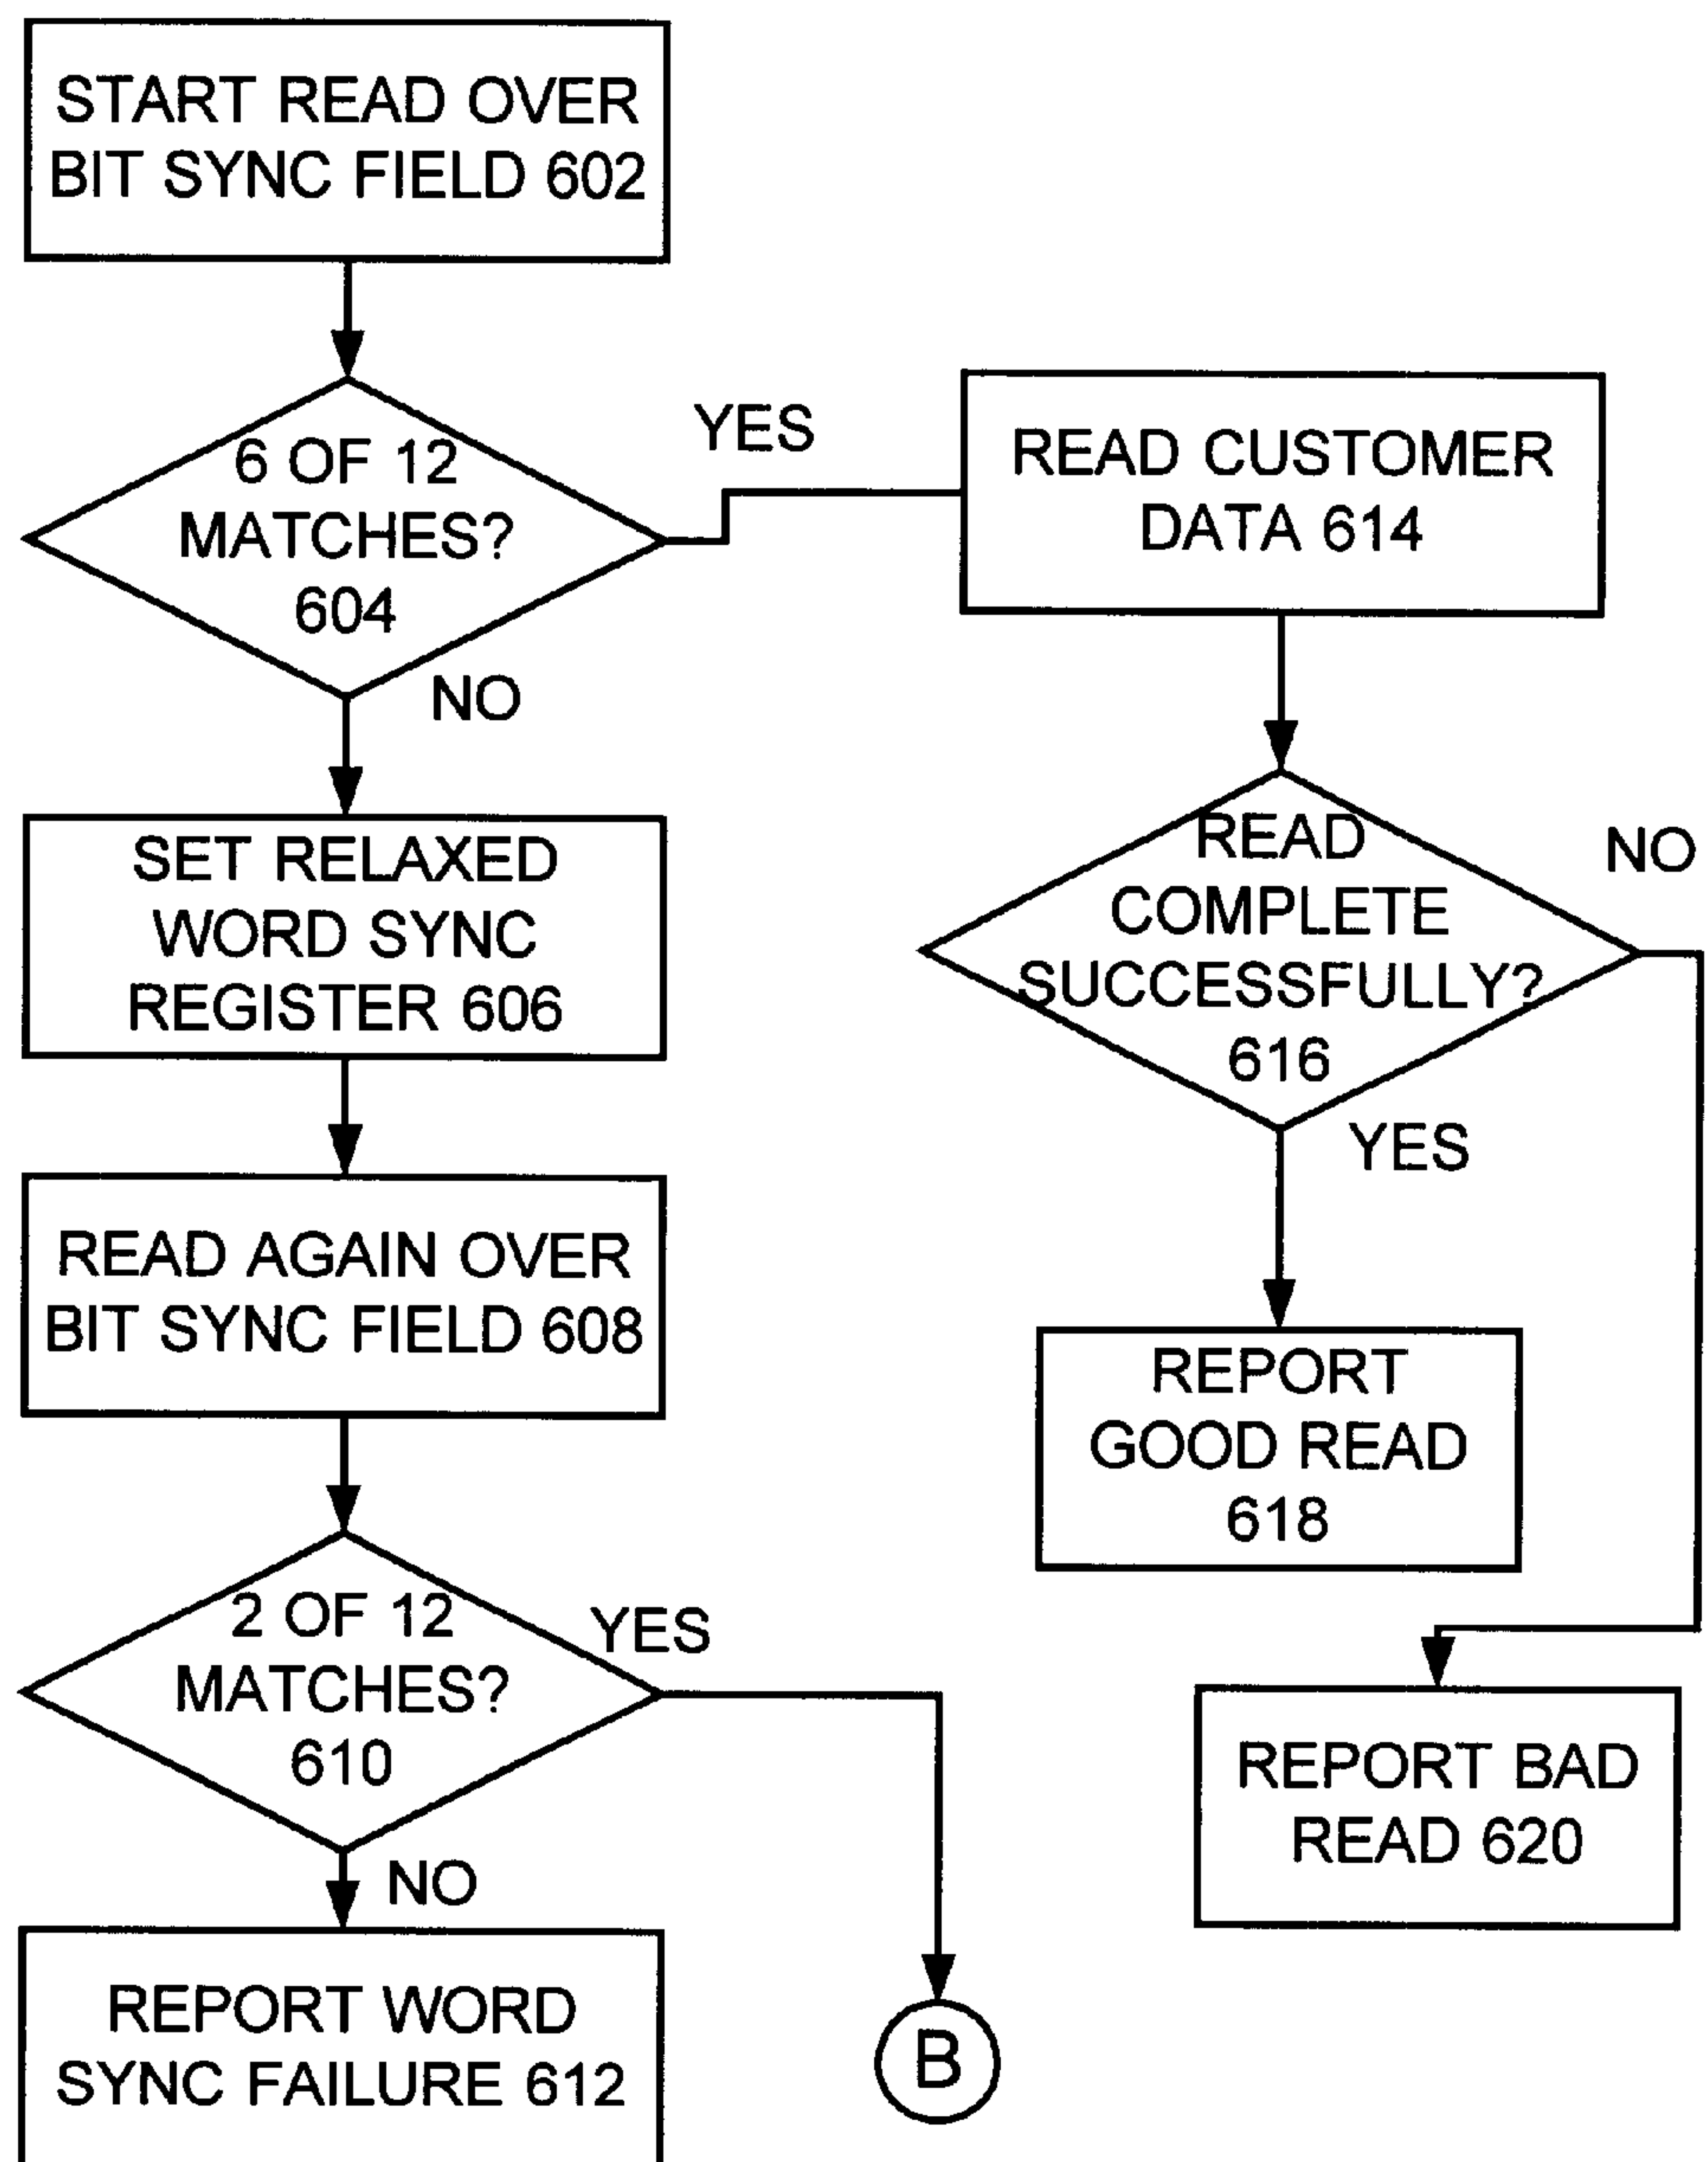 START READ OVER
BIT SYNC FIELD 602
6 OF 12
MATCHES?
604
YES
NO
READ CUSTOMER
DATA 614
SET RELAXED
WORD SYNC
REGISTER 606
READ
COMPLETE
SUCCESSFULLY?
616
NO
YES
READ AGAIN OVER
BIT SYNC FIELD 608
REPORT
GOOD READ
618
2 OF 12
MATCHES?
610
YES
NO
REPORT BAD
READ 620
REPORT WORD
SYNC FAILURE 612
B